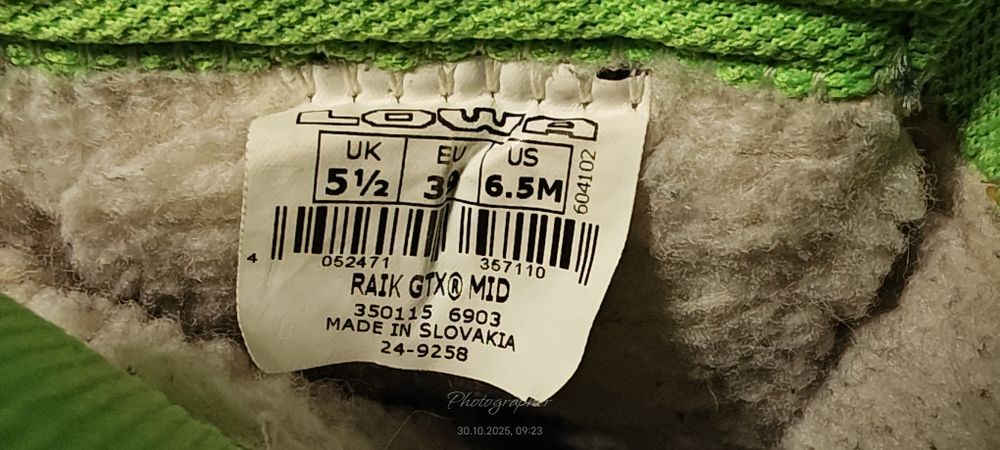 LOWA
UK EU US
5½ 39 6.5M
604102
4 052471 357110
RAIK GTX® MID
350115 6903
MADE IN SLOVAKIA
24-9258
Photographer
30.10.2025, 09:23